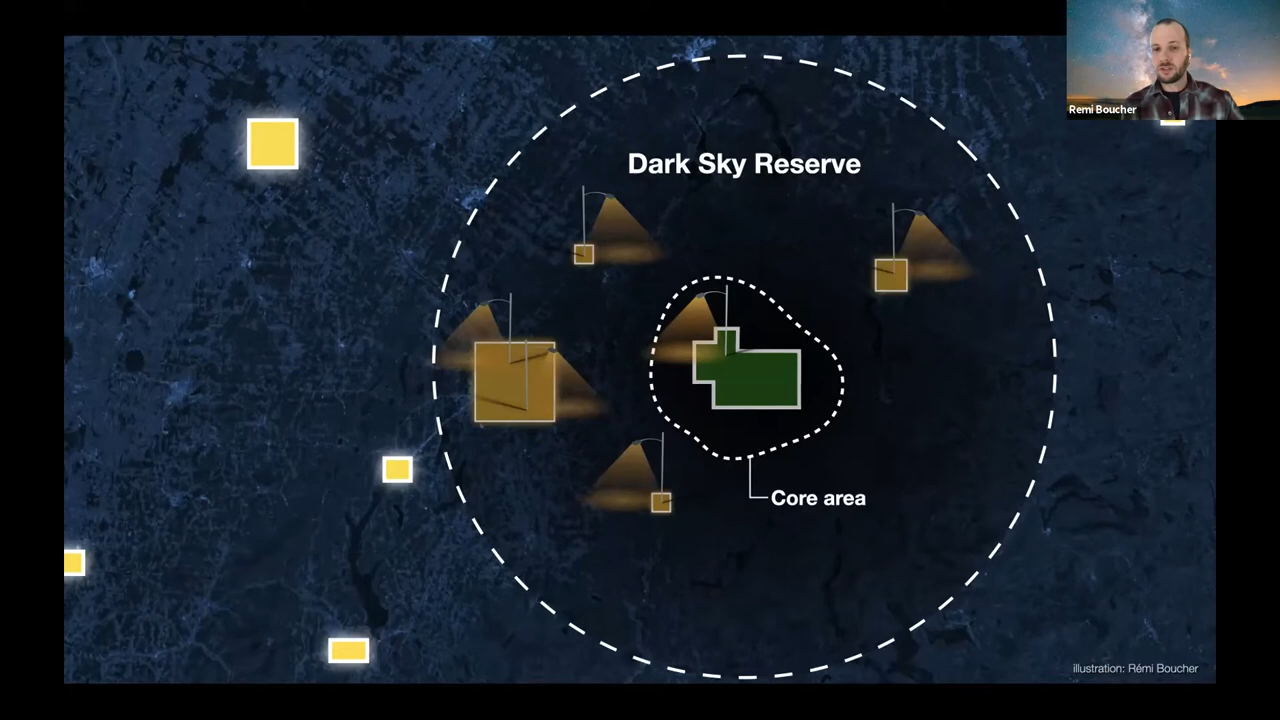 Remi Boucher
Dark Sky Reserve
Core area
illustration: Rémi Boucher